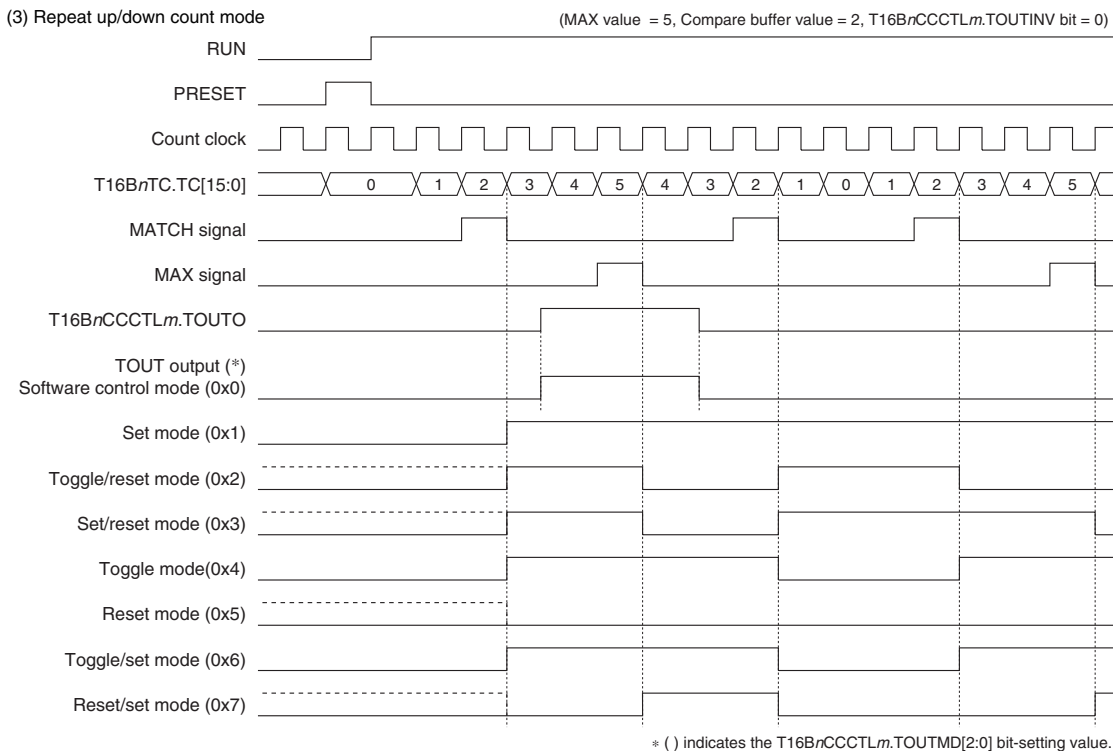 (3) Repeat up/down count mode
(MAX value = 5, Compare buffer value = 2, T16BnCCCTLm.TOUTINV bit = 0)
RUN
PRESET
Count clock
T16BnTC.TC[15:0] 0 1 2 3 4 5 4 3 2 1 0 1 2 3 4 5
MATCH signal
MAX signal
T16BnCCCTLm.TOUTO
TOUT output (*)
Software control mode (0x0)
Set mode (0x1)
Toggle/reset mode (0x2)
Set/reset mode (0x3)
Toggle mode(0x4)
Reset mode (0x5)
Toggle/set mode (0x6)
Reset/set mode (0x7)
* ( ) indicates the T16BnCCCTLm.TOUTMD[2:0] bit-setting value.